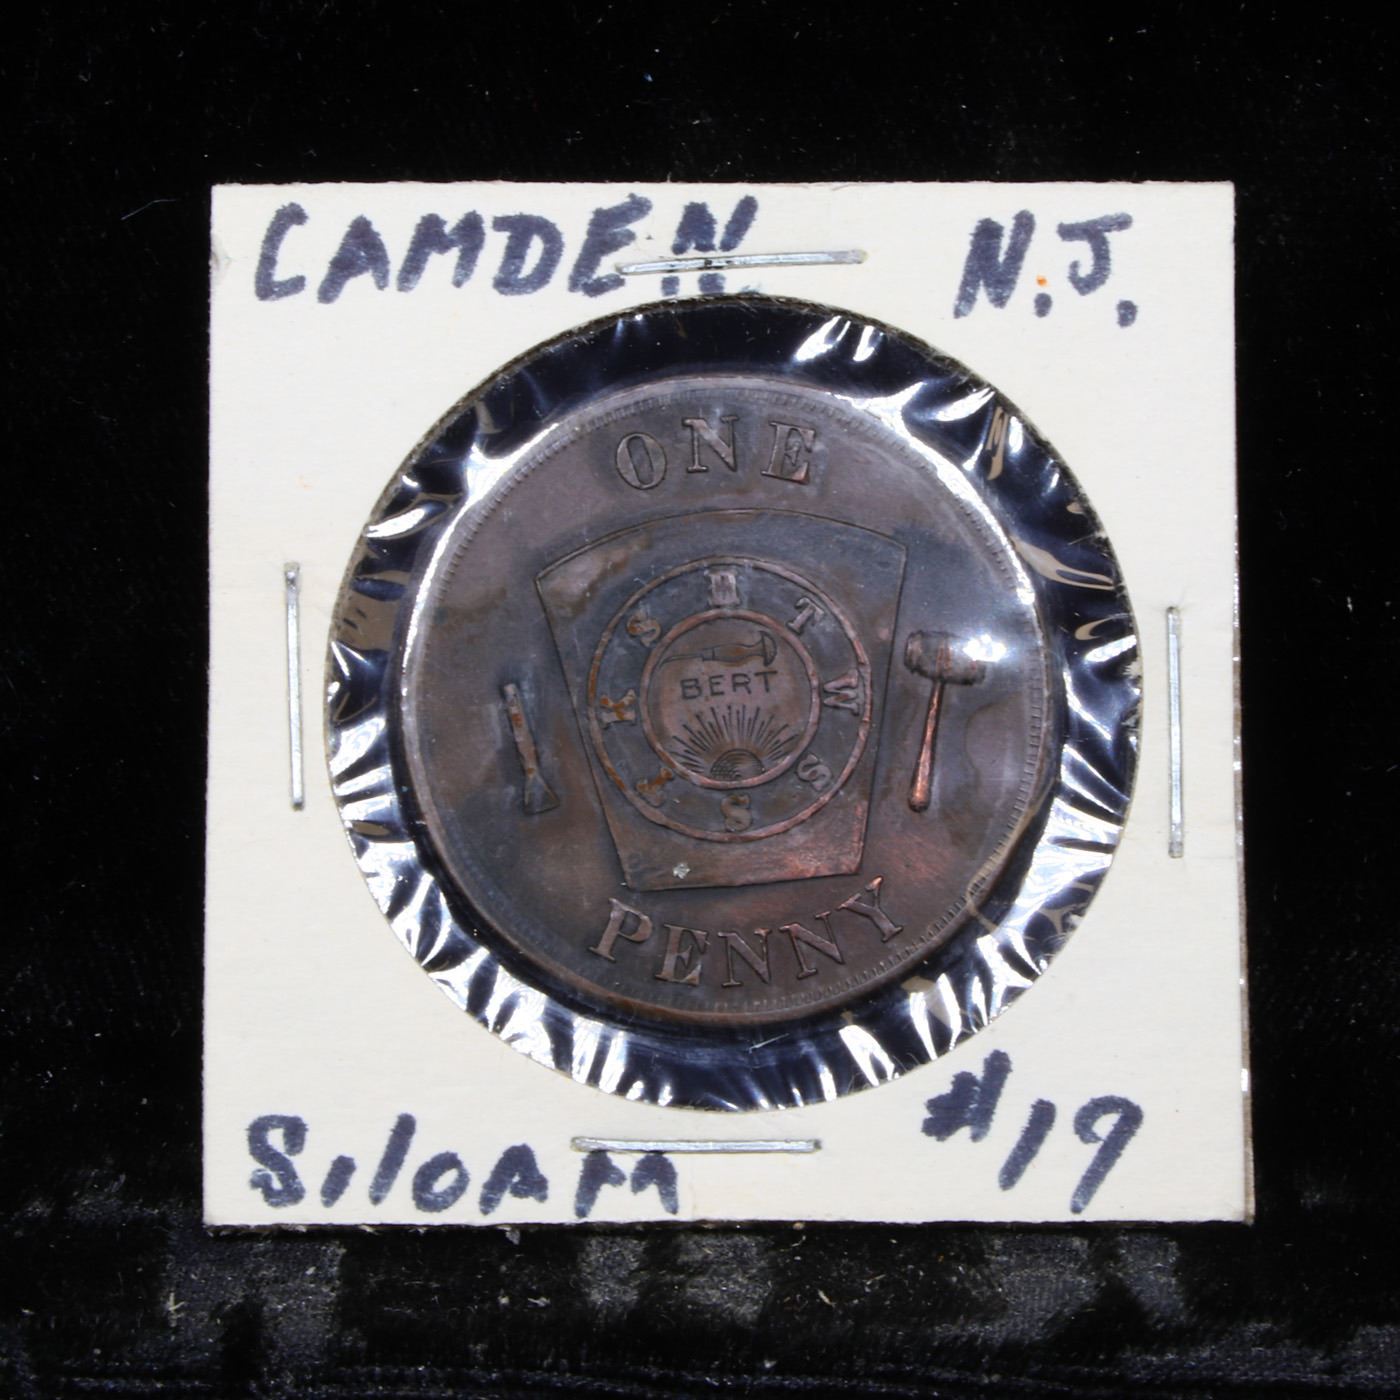 CAMDEN N.J.
ONE
H T W S S T K S
BERT
PENNY
SiloAM #19